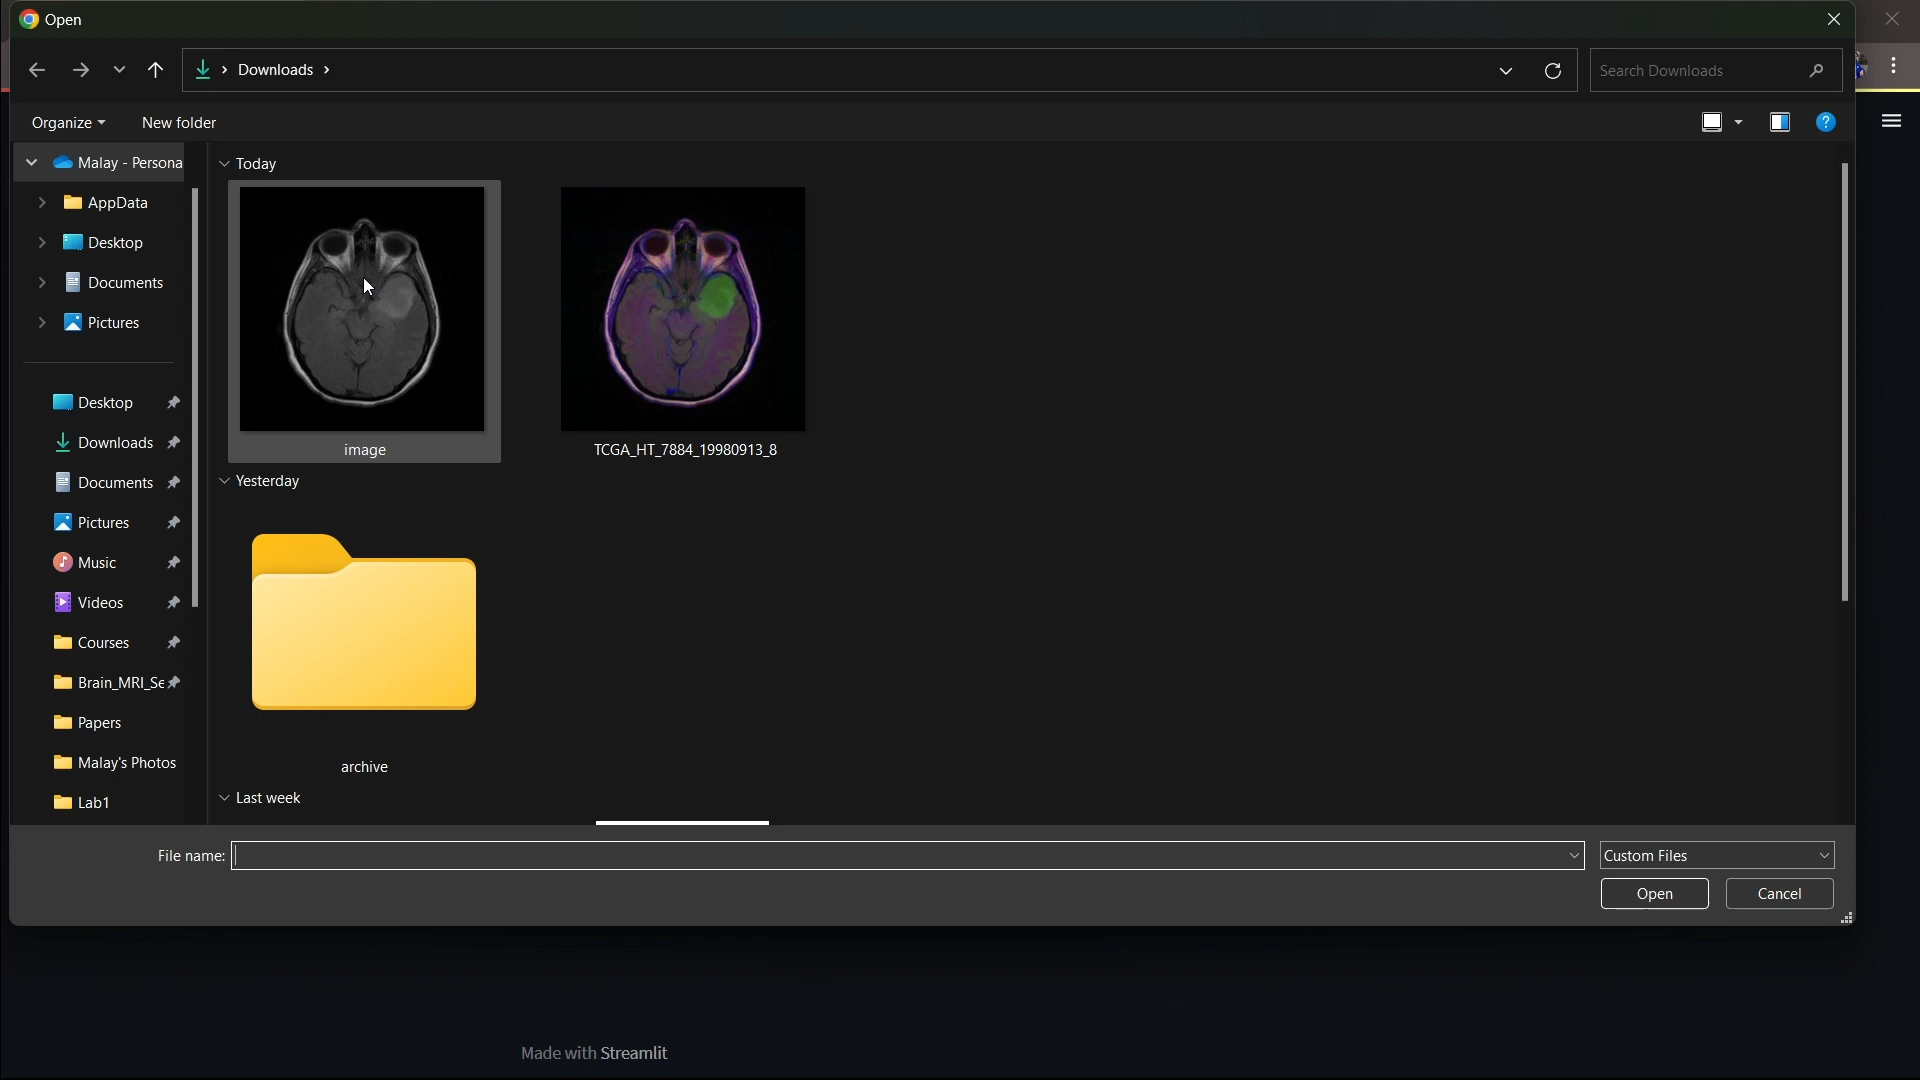 Open
Downloads
Search Downloads
Organize
New folder
Malay - Persona
AppData
Desktop
Documents
Pictures
Desktop
Downloads
Documents
Pictures
Music
Videos
Courses
Brain_MRI_Se
Papers
Malay's Photos
Lab1
Today
image
TCGA_HT_7884_19980913_8
Yesterday
archive
Last week
File name:
Custom Files
Open
Cancel
Made with Streamlit